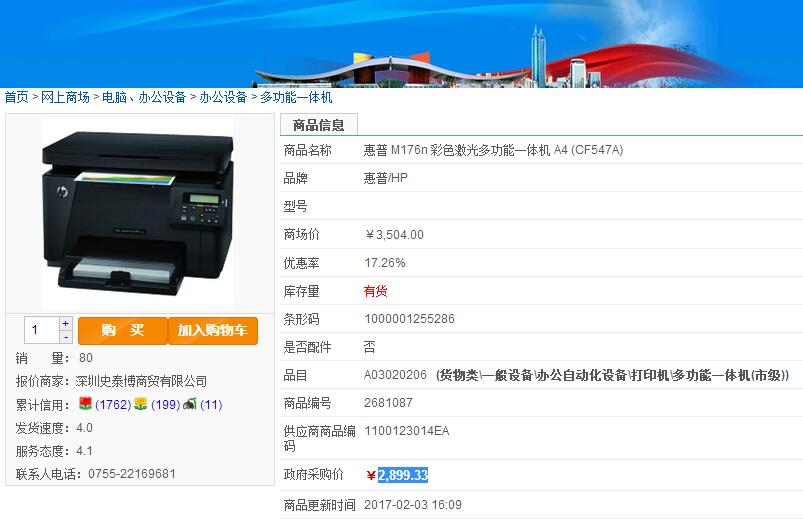 首页 > 网上商场 > 电脑、办公设备 > 办公设备 > 多功能一体机
hp
1
+
-
购 买
加入购物车
销 量： 80
报价商家： 深圳史泰博商贸有限公司
累计信用： (1762) (199) (11)
发货速度： 4.0
服务态度： 4.1
联系人电话： 0755-22169681
商品信息
商品名称 惠普 M176n 彩色激光多功能一体机 A4 (CF547A)
品牌 惠普/HP
型号
商场价 ￥3,504.00
优惠率 17.26%
库存量 有货
条形码 1000001255286
是否配件 否
品目 A03020206 (货物类\一般设备\办公自动化设备\打印机\多功能一体机(市级))
商品编号 2681087
供应商商品编
码 1100123014EA
政府采购价 ￥2,899.33
商品更新时间 2017-02-03 16:09